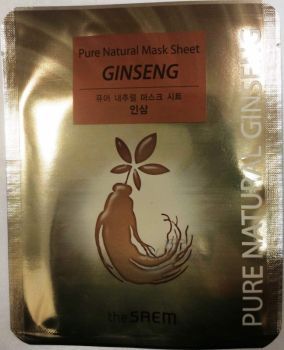 Pure Natural Mask Sheet
GINSENG
퓨어 내추럴 마스크 시트
인삼
the SAEM
PURE NATURAL GINSENG